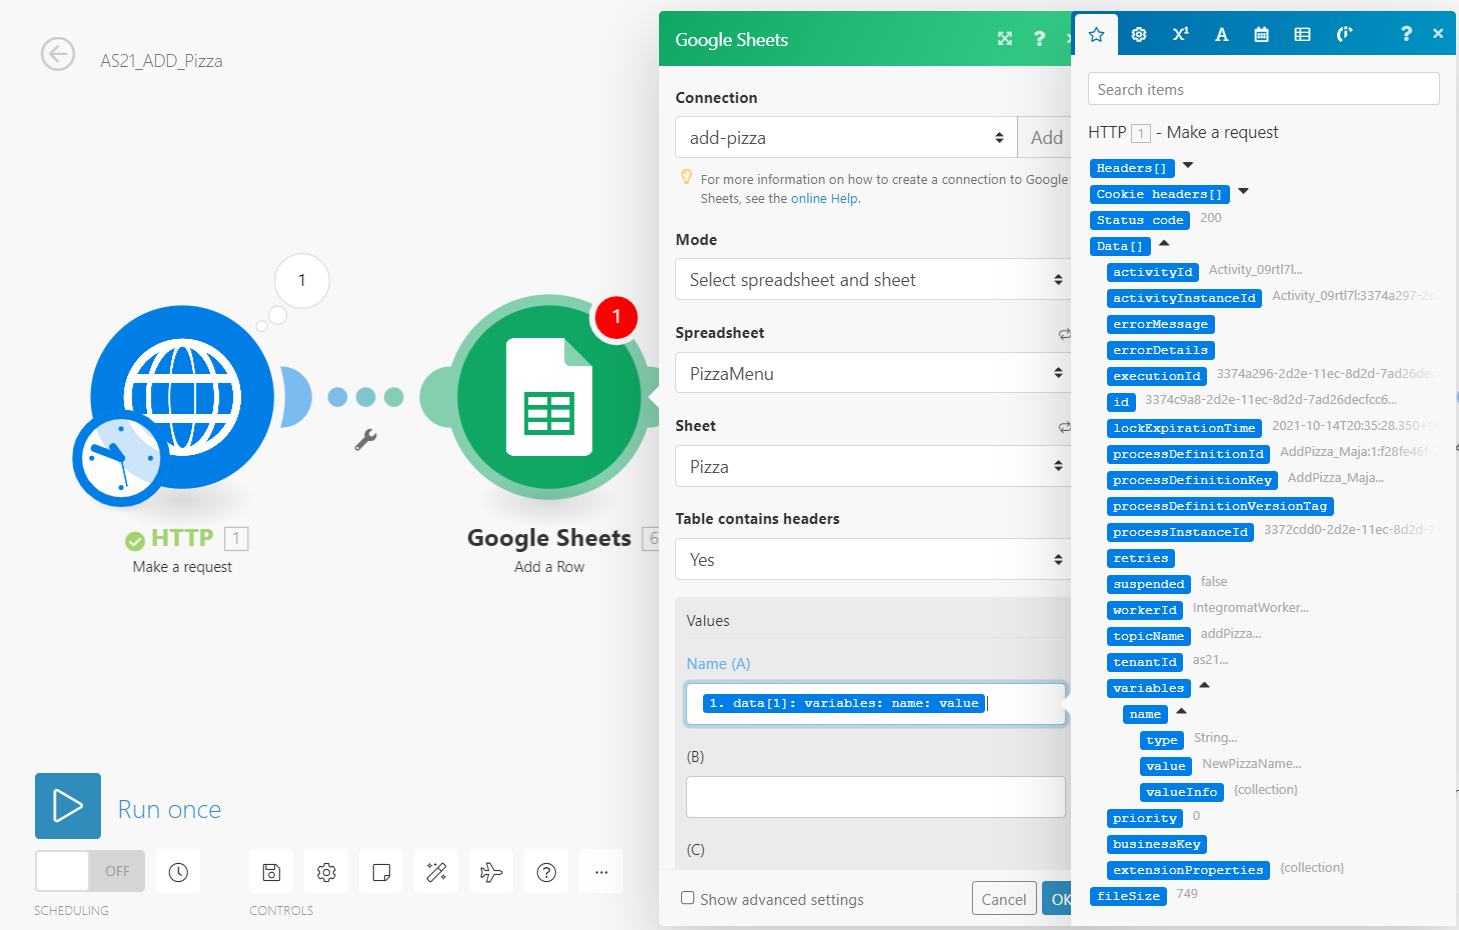 AS21_ADD_Pizza
1
1
HTTP 1
Make a request
Google Sheets 6
Add a Row
Run once
OFF
SCHEDULING
CONTROLS
Google Sheets
?
Connection
add-pizza
Add
For more information on how to create a connection to Google
Sheets, see the online Help.
Mode
Select spreadsheet and sheet
Spreadsheet
PizzaMenu
Sheet
Pizza
Table contains headers
Yes
Values
Name (A)
1. data[1]: variables: name: value
(B)
(C)
Show advanced settings
Cancel
OK
X¹ A ?
Search items
HTTP 1 - Make a request
Headers[]
Cookie headers[]
Status code 200
Data[]
activityId Activity_09rtl7l...
activityInstanceId Activity_09rtl7l:3374a297-2d
errorMessage
errorDetails
executionId 3374a296-2d2e-11ec-8d2d-7ad26dec
id 3374c9a8-2d2e-11ec-8d2d-7ad26decfcc6...
lockExpirationTime 2021-10-14T20:35:28.350+0
processDefinitionId AddPizza_Maja:1:f28fe46f-
processDefinitionKey AddPizza_Maja...
processDefinitionVersionTag
processInstanceId 3372cdd0-2d2e-11ec-8d2d-7
retries
suspended false
workerId IntegromatWorker...
topicName addPizza...
tenantId as21...
variables
name
type String...
value NewPizzaName...
valueInfo {collection}
priority 0
businessKey
extensionProperties {collection}
fileSize 749